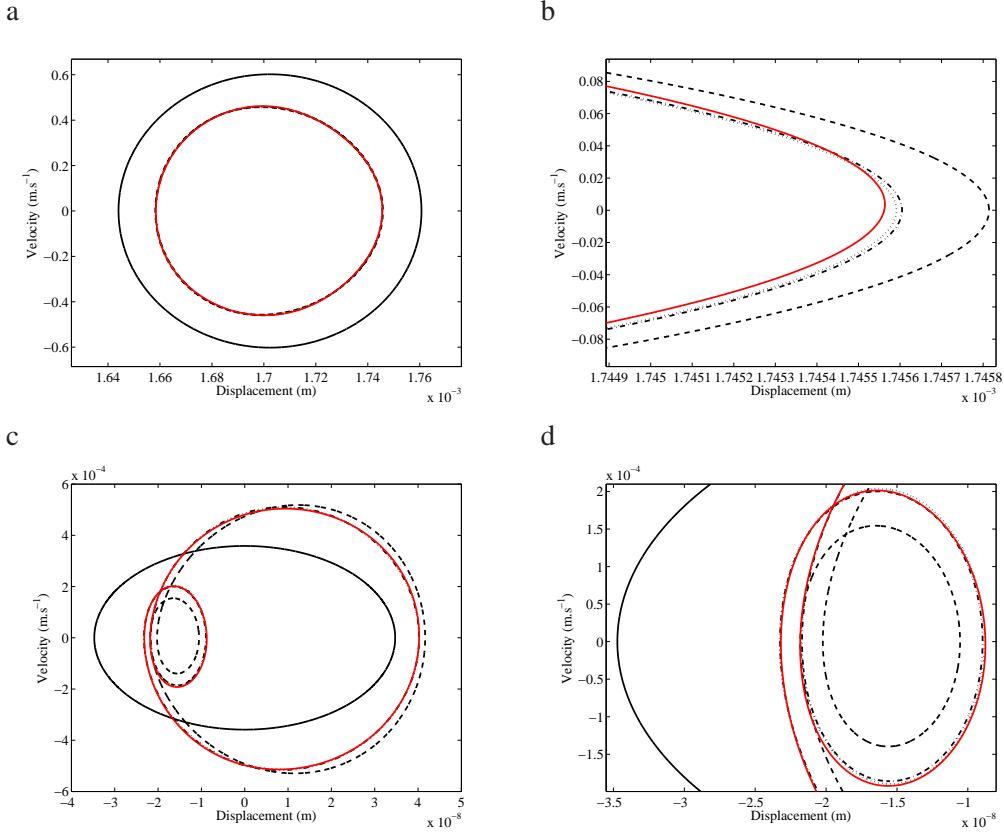 a
0.6
0.4
0.2
0
−0.2
−0.4
−0.6
Velocity (m.s⁻¹)
1.64 1.66 1.68 1.7 1.72 1.74 1.76
Displacement (m)
x 10⁻³
b
0.08
0.06
0.04
0.02
0
−0.02
−0.04
−0.06
−0.08
Velocity (m.s⁻¹)
1.7449 1.745 1.7451 1.7452 1.7453 1.7454 1.7455 1.7456 1.7457 1.7458
Displacement (m)
x 10⁻³
c
x 10⁻⁴
6
4
2
0
−2
−4
−6
Velocity (m.s⁻¹)
−4 −3 −2 −1 0 1 2 3 4 5
Displacement (m)
x 10⁻⁸
d
x 10⁻⁴
2
1.5
1
0.5
0
−0.5
−1
−1.5
Velocity (m.s⁻¹)
−3.5 −3 −2.5 −2 −1.5 −1
Displacement (m)
x 10⁻⁸